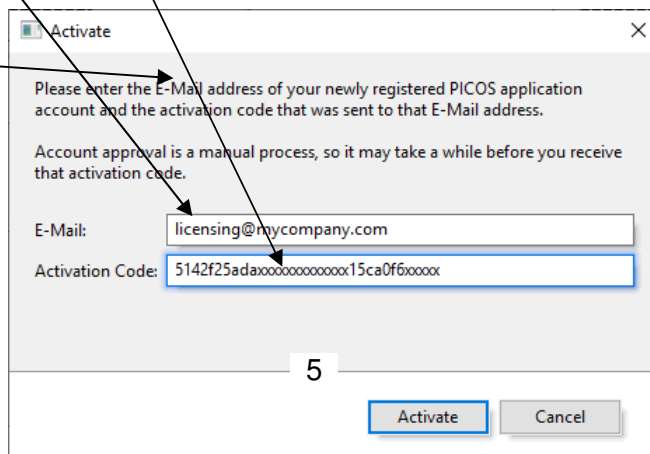 Activate
Please enter the E-Mail address of your newly registered PICOS application
account and the activation code that was sent to that E-Mail address.
Account approval is a manual process, so it may take a while before you receive
that activation code.
E-Mail: licensing@mycompany.com
Activation Code: 5142f25adaxxxxxxxxxxxxx15ca0f6xxxxx
5
Activate Cancel